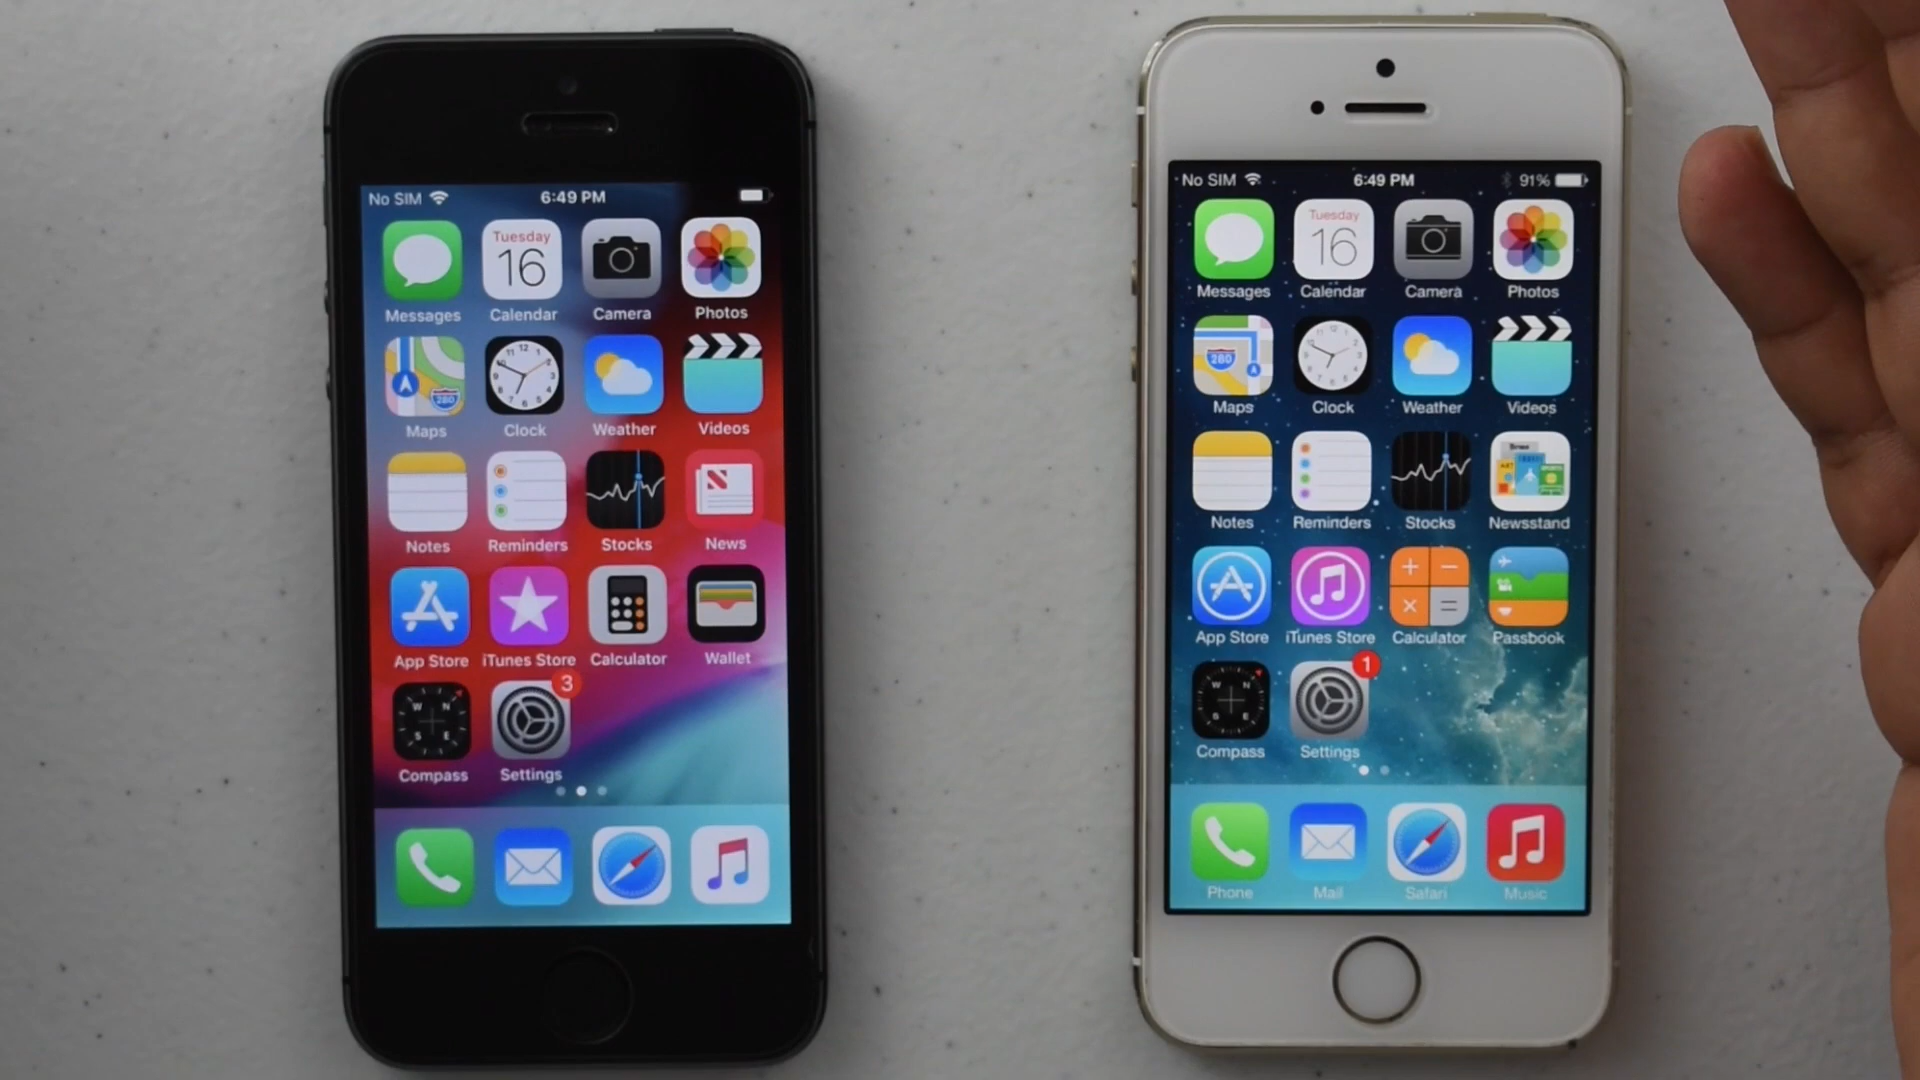 No SIM 6:49 PM
Tuesday
16
Messages Calendar Camera Photos
280
Maps Clock Weather Videos
Notes Reminders Stocks News
App Store iTunes Store Calculator Wallet
3
W N
S E
Compass Settings
No SIM 6:49 PM 91%
Tuesday
16
Messages Calendar Camera Photos
280
Maps Clock Weather Videos
Notes Reminders Stocks Newsstand
App Store iTunes Store Calculator Passbook
1
W N
S E
Compass Settings
Phone Mail Safari Music